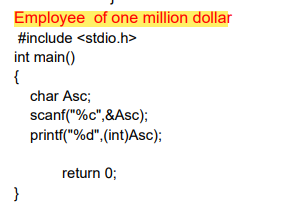 Employee  of one million dollar
#include <stdio.h>
int main()
{
char Asc;
scanf("%c",&Asc);
printf("%d",(int)Asc);
return 0;
}